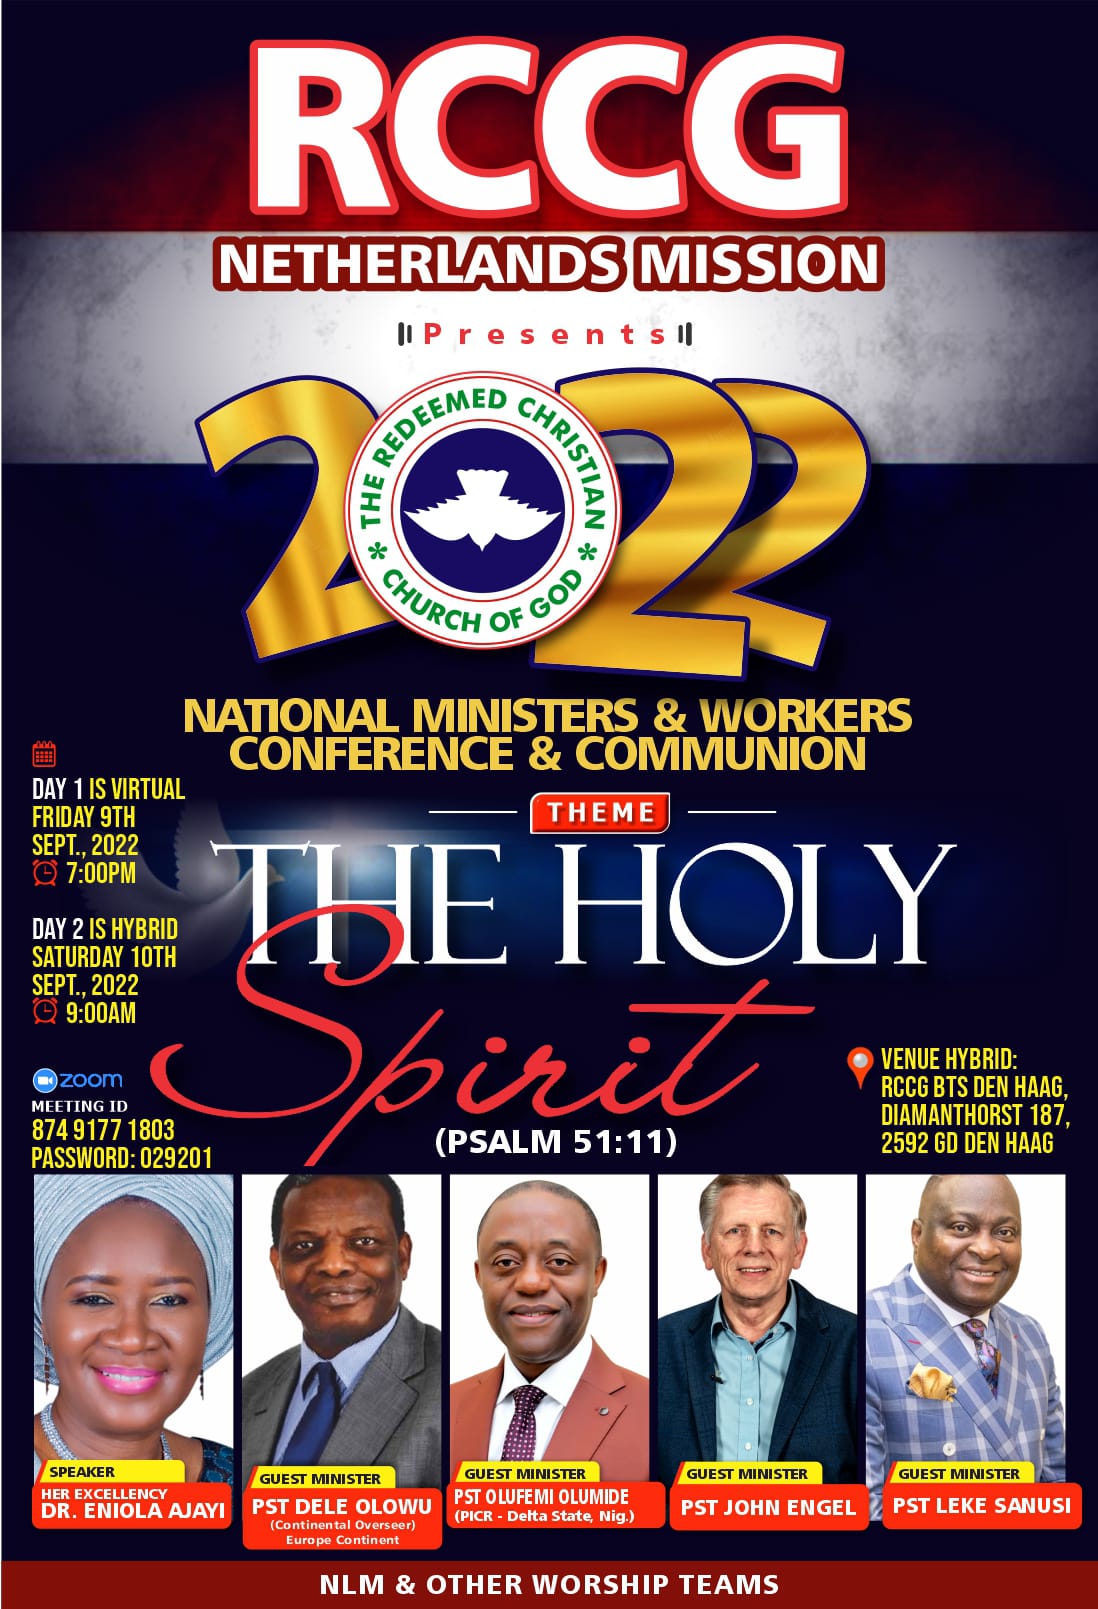 RCCG
NETHERLANDS MISSION
Presents
2022
THE REDEEMED CHRISTIAN
CHURCH OF GOD
NATIONAL MINISTERS & WORKERS
CONFERENCE & COMMUNION
DAY 1 IS VIRTUAL
FRIDAY 9TH
SEPT., 2022
7:00PM
DAY 2 IS HYBRID
SATURDAY 10TH
SEPT., 2022
9:00AM
THEME
THE HOLY
Spirit
(PSALM 51:11)
zoom
MEETING ID
874 9177 1803
PASSWORD: 029201
VENUE HYBRID:
RCCG BTS DEN HAAG,
DIAMANTHORST 187,
2592 GD DEN HAAG
SPEAKER
HER EXCELLENCY
DR. ENIOLA AJAYI
GUEST MINISTER
PST DELE OLOWU
(Continental Overseer)
Europe Continent
GUEST MINISTER
PST OLUFEMI OLUMIDE
(PICR - Delta State, Nig.)
GUEST MINISTER
PST JOHN ENGEL
GUEST MINISTER
PST LEKE SANUSI
NLM & OTHER WORSHIP TEAMS